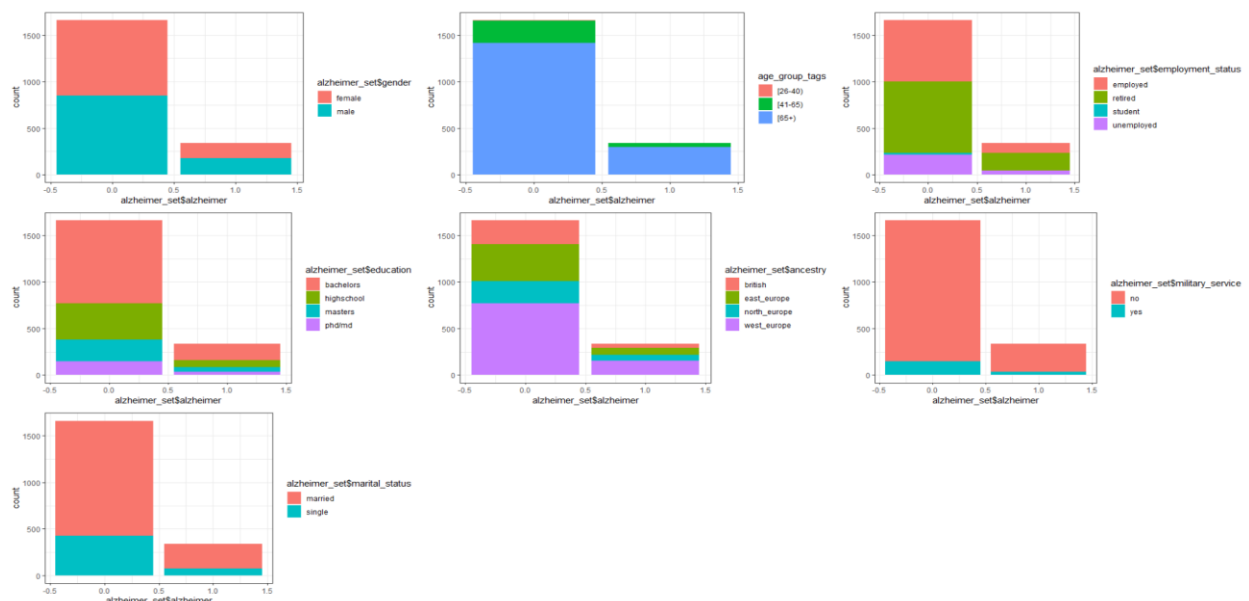 1500
1000
500
0
count
-0.5 0.0 0.5 1.0 1.5
alzheimer_set$alzheimer
alzheimer_set$gender
female
male
1500
1000
500
0
count
-0.5 0.0 0.5 1.0 1.5
alzheimer_set$alzheimer
age_group_tags
[26-40)
[41-65)
[65+)
1500
1000
500
0
count
-0.5 0.0 0.5 1.0 1.5
alzheimer_set$alzheimer
alzheimer_set$employment_status
employed
retired
student
unemployed
1500
1000
500
0
count
-0.5 0.0 0.5 1.0 1.5
alzheimer_set$alzheimer
alzheimer_set$education
bachelors
highschool
masters
phd/md
1500
1000
500
0
count
-0.5 0.0 0.5 1.0 1.5
alzheimer_set$alzheimer
alzheimer_set$ancestry
british
east_europe
north_europe
west_europe
1500
1000
500
0
count
-0.5 0.0 0.5 1.0 1.5
alzheimer_set$alzheimer
alzheimer_set$military_service
no
yes
1500
1000
500
0
count
-0.5 0.0 0.5 1.0 1.5
alzheimer_set$alzheimer
alzheimer_set$marital_status
married
single